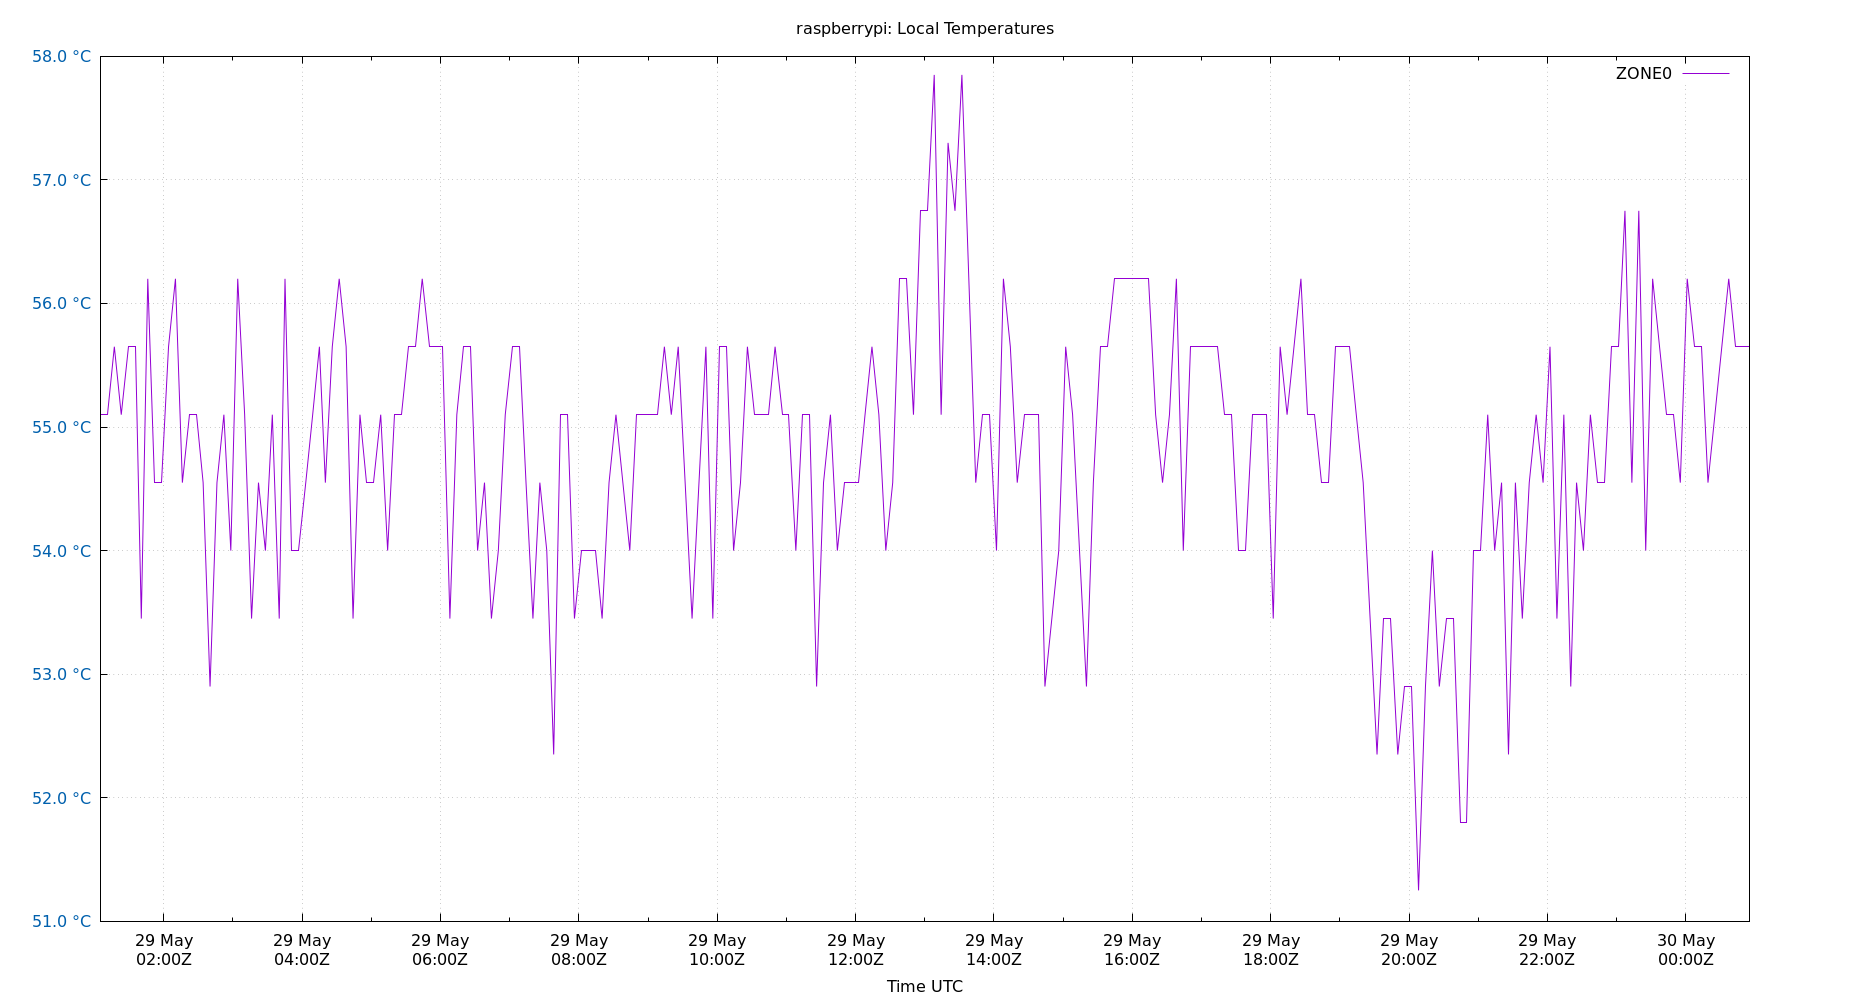 raspberrypi: Local Temperatures
58.0 °C
57.0 °C
56.0 °C
55.0 °C
54.0 °C
53.0 °C
52.0 °C
51.0 °C
ZONE0
29 May 29 May 29 May 29 May 29 May 29 May 29 May 29 May 29 May 29 May 29 May 30 May
02:00Z 04:00Z 06:00Z 08:00Z 10:00Z 12:00Z 14:00Z 16:00Z 18:00Z 20:00Z 22:00Z 00:00Z
Time UTC